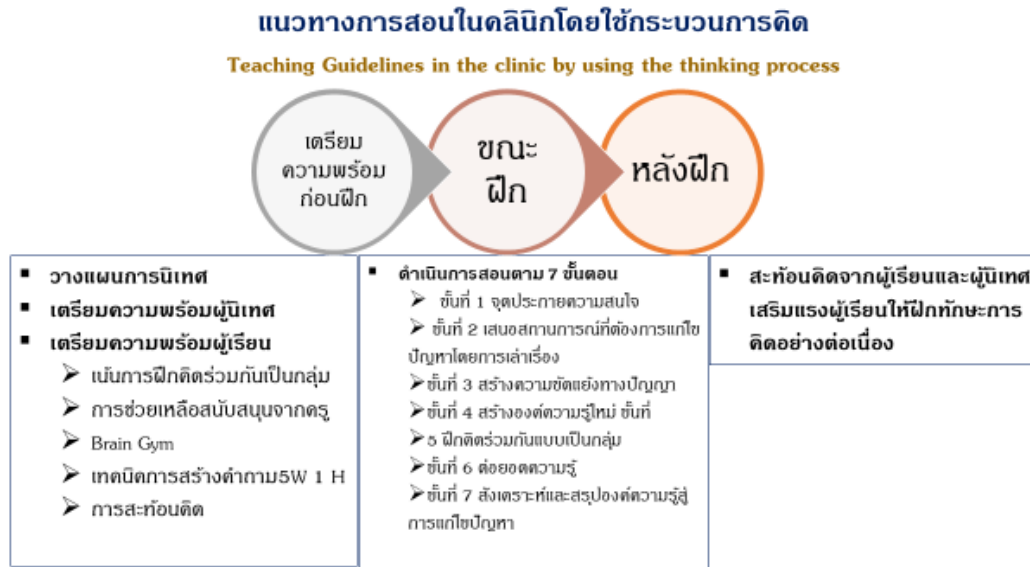 แนวทางการสอนในคลินิกโดยใช้กระบวนการคิด
Teaching Guidelines in the clinic by using the thinking process
เตรียม
ความพร้อม
ก่อนฝึก
ขณะ
ฝึก
หลังฝึก
▪ วางแผนการนิเทศ
▪ เตรียมความพร้อมผู้นิเทศ
▪ เตรียมความพร้อมผู้เรียน
➢ เน้นการฝึกคิดร่วมกันเป็นกลุ่ม
➢ การช่วยเหลือสนับสนุนจากครู
➢ Brain Gym
➢ เทคนิคการสร้างคำถาม5W 1 H
➢ การสะท้อนคิด
▪ ดำเนินการสอนตาม 7 ขั้นตอน
➢ ขั้นที่ 1 จุดประกายความสนใจ
➢ ขั้นที่ 2 เสนอสถานการณ์ที่ต้องการแก้ไข
ปัญหาโดยการเล่าเรื่อง
➢ขั้นที่ 3 สร้างความขัดแย้งทางปัญญา
➢ขั้นที่ 4 สร้างองค์ความรู้ใหม่ ขั้นที่
➢5 ฝึกคิดร่วมกันแบบเป็นกลุ่ม
➢ขั้นที่ 6 ต่อยอดความรู้
➢ขั้นที่ 7 สังเคราะห์และสรุปองค์ความรู้สู่
การแก้ไขปัญหา
▪ สะท้อนคิดจากผู้เรียนและผู้นิเทศ
เสริมแรงผู้เรียนให้ฝึกทักษะการ
คิดอย่างต่อเนื่อง